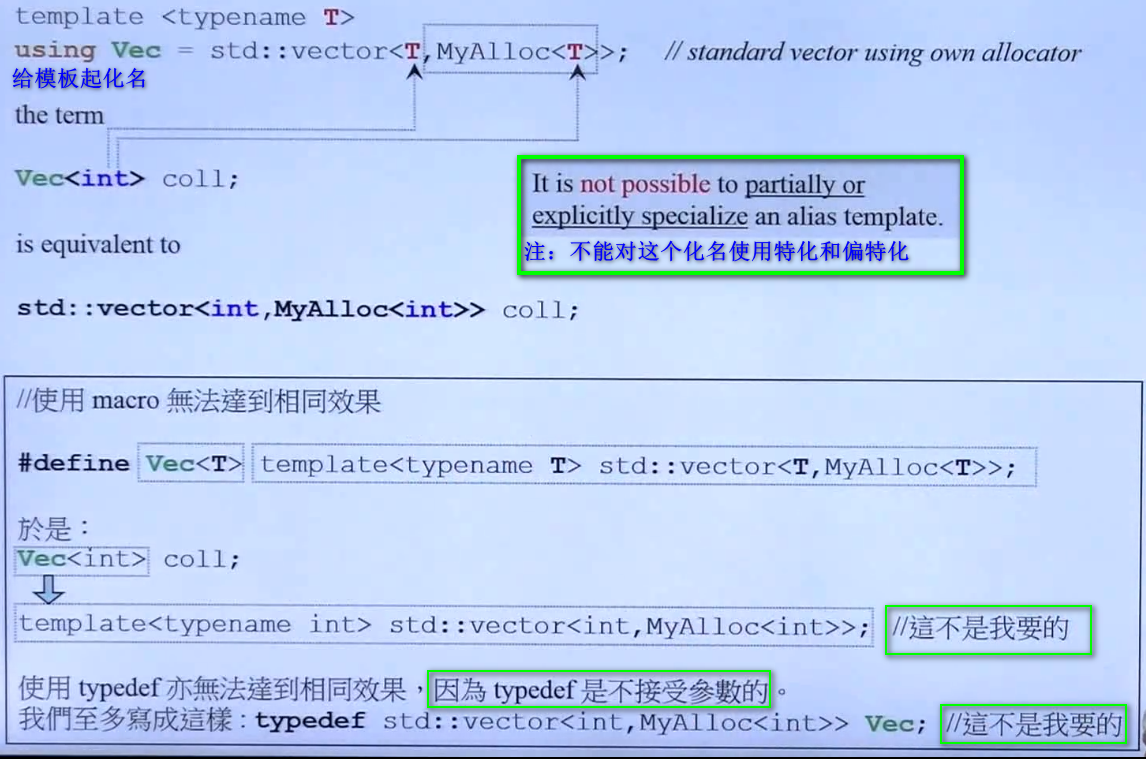 template <typename T>
using Vec = std::vector<T,MyAlloc<T>>; // standard vector using own allocator
给模板起化名
the term
Vec<int> coll;
It is not possible to partially or
explicitly specialize an alias template.
注：不能对这个化名使用特化和偏特化
is equivalent to
std::vector<int,MyAlloc<int>> coll;
//使用 macro 無法達到相同效果
#define Vec<T> template<typename T> std::vector<T,MyAlloc<T>>;
於是：
Vec<int> coll;
template<typename int> std::vector<int,MyAlloc<int>>; //這不是我要的
使用 typedef 亦無法達到相同效果，因為 typedef 是不接受參數的。
我們至多寫成這樣：typedef std::vector<int,MyAlloc<int>> Vec; //這不是我要的